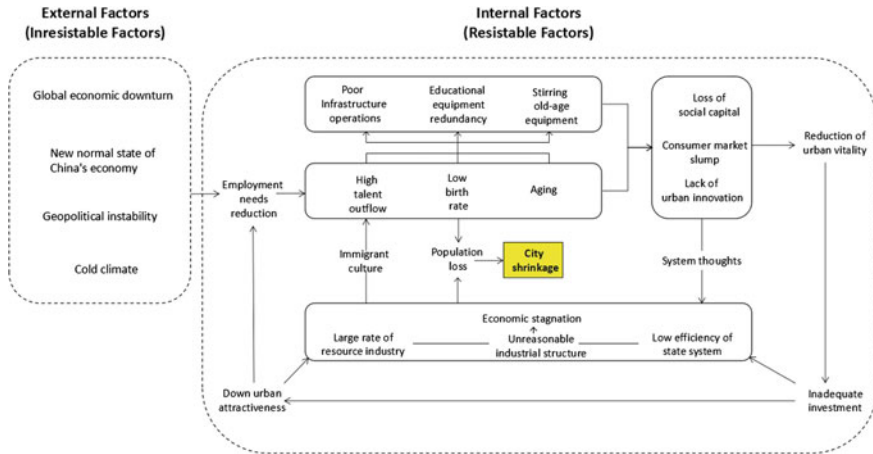 External Factors
(Inresistable Factors)
Internal Factors
(Resistable Factors)
Global economic downturn
New normal state of
China's economy
Geopolitical instability
Cold climate
Employment
needs
reduction
Poor
Infrastructure
operations
Educational
equipment
redundancy
Stirring
old-age
equipment
High
talent
outflow
Low
birth
rate
Aging
Loss of
social capital
Consumer market
slump
Lack of
urban innovation
Reduction of
urban vitality
Immigrant
culture
Population
loss
City
shrinkage
System thoughts
Economic stagnation
Large rate of
resource industry
Unreasonable
industrial structure
Low efficiency of
state system
Down urban
attractiveness
Inadequate
investment